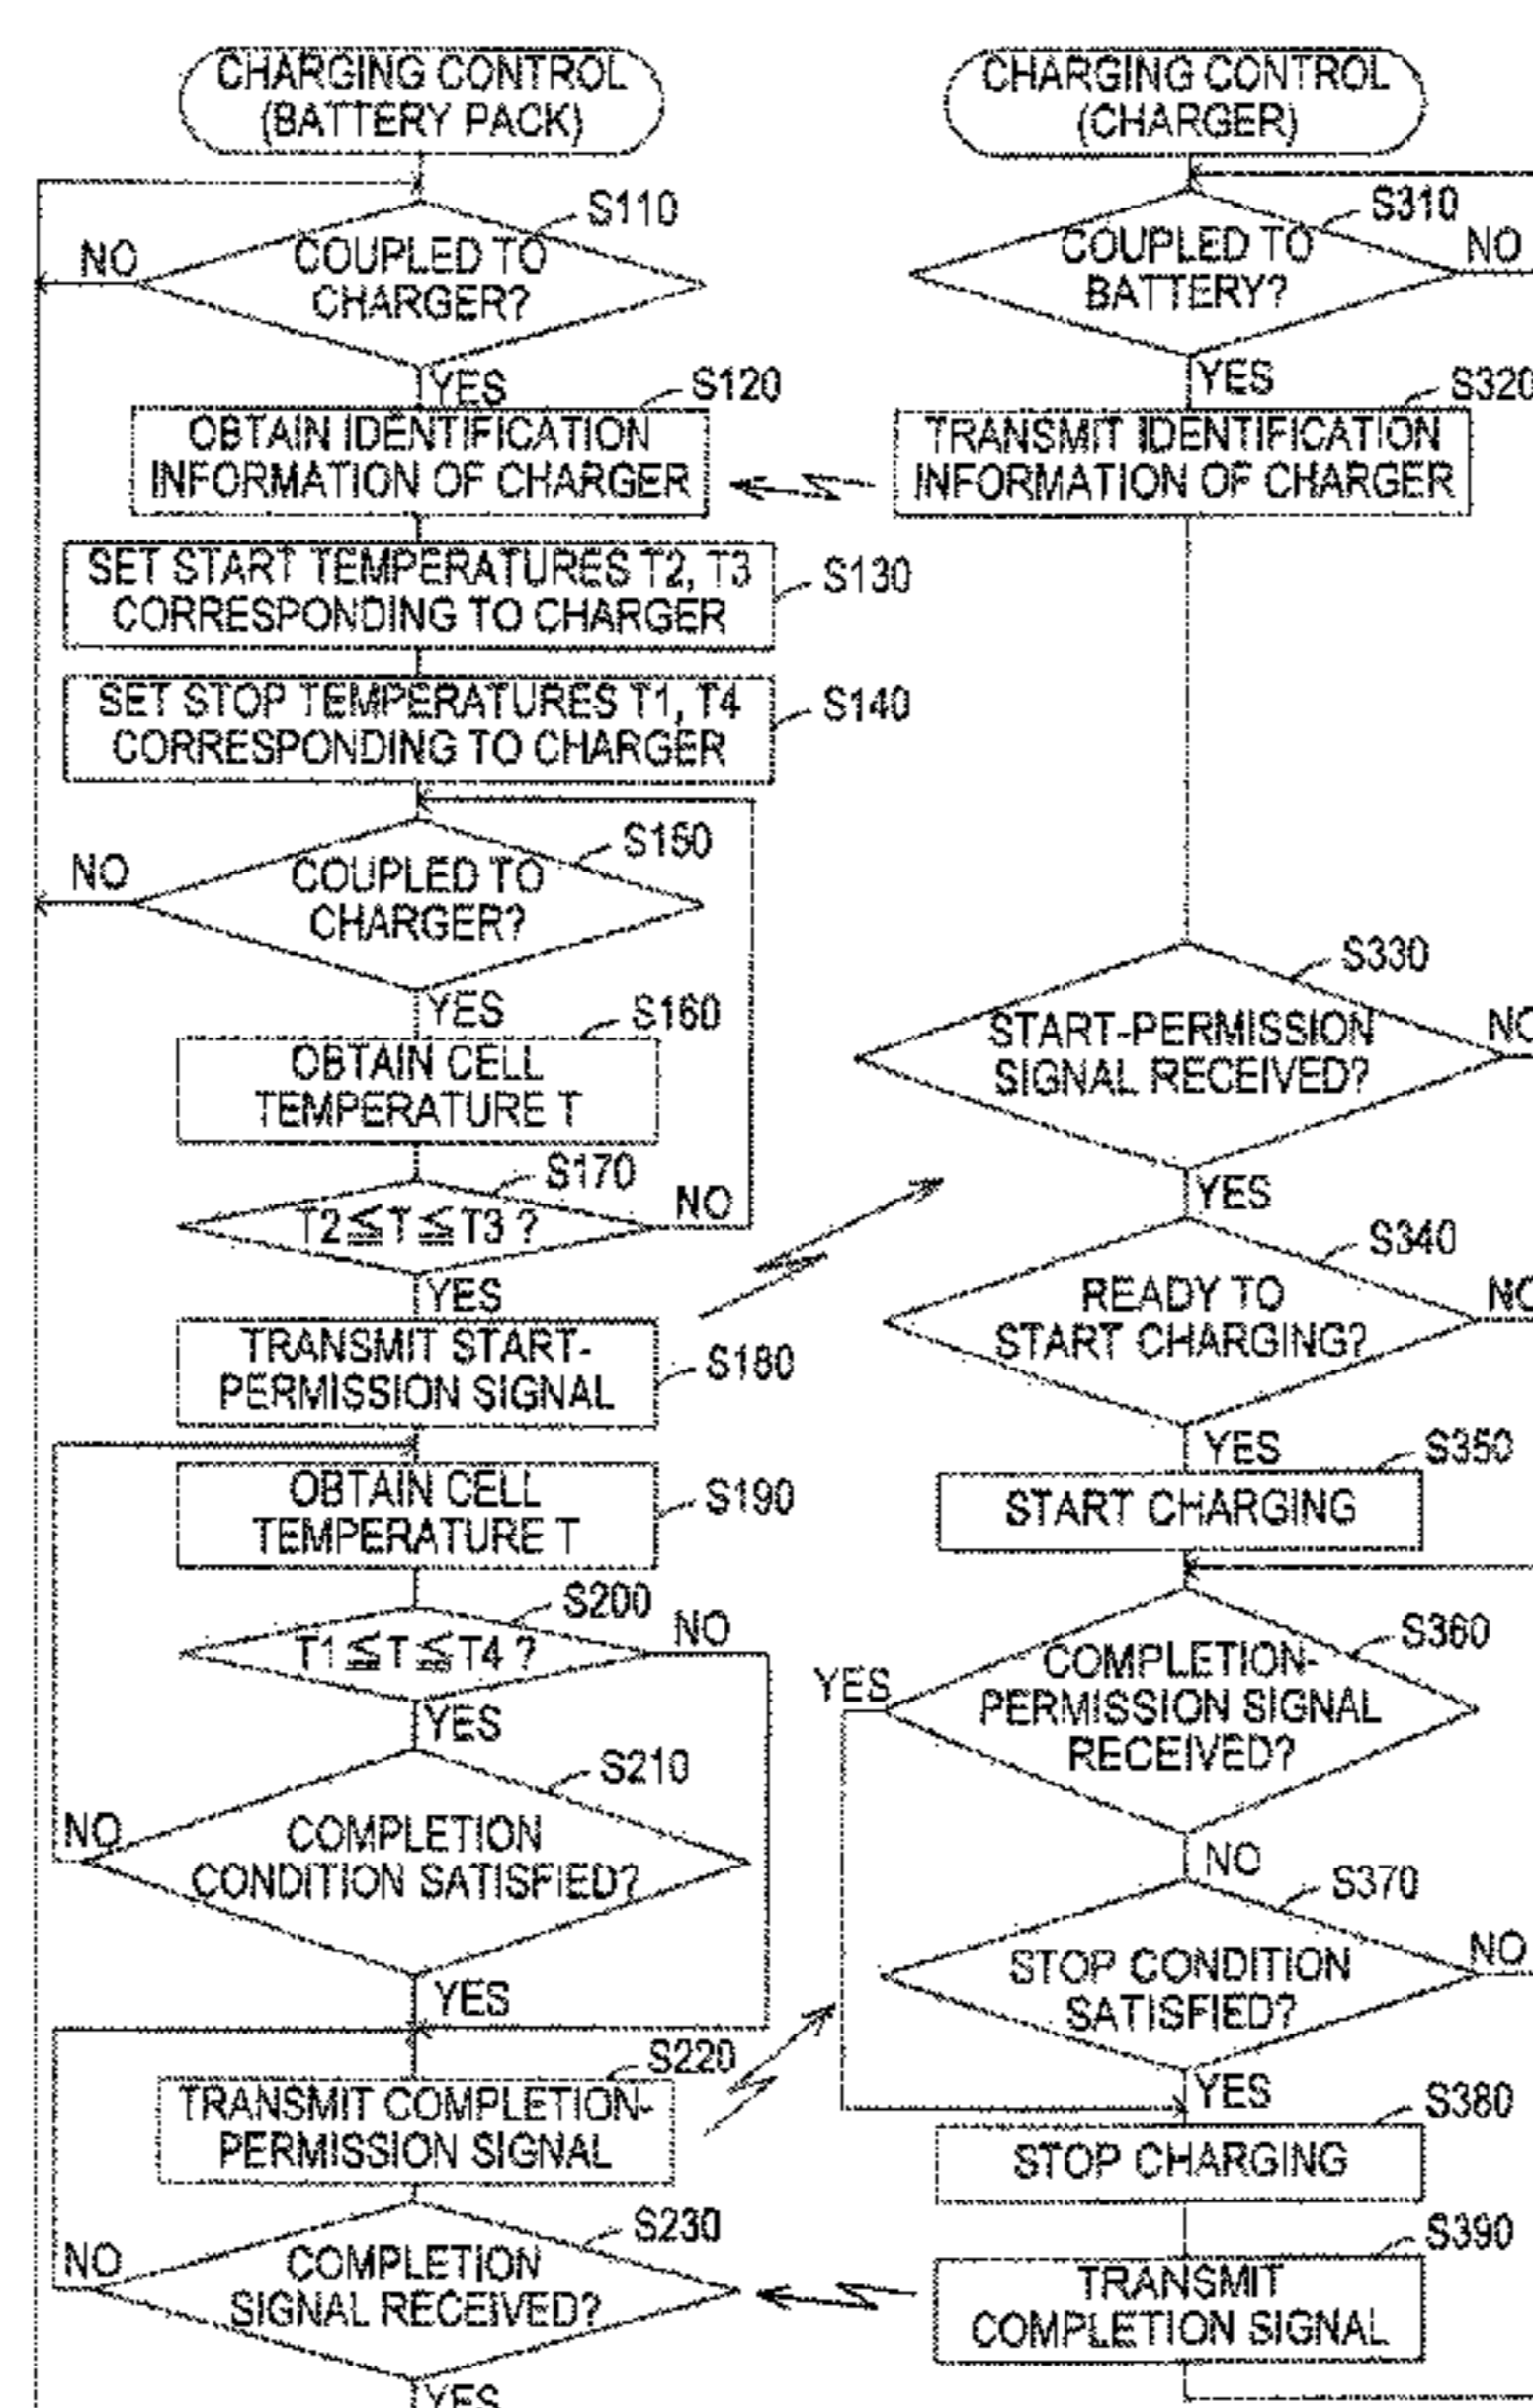 CHARGING CONTROL
(BATTERY PACK)
S110
COUPLED TO
CHARGER?
NO
YES
S120
OBTAIN IDENTIFICATION
INFORMATION OF CHARGER
SET START TEMPERATURES T2, T3
CORRESPONDING TO CHARGER
S130
SET STOP TEMPERATURES T1, T4
CORRESPONDING TO CHARGER
S140
S150
COUPLED TO
CHARGER?
NO
YES
S160
OBTAIN CELL
TEMPERATURE T
S170
T2≦T≦T3 ?
NO
YES
TRANSMIT START-
PERMISSION SIGNAL
S180
OBTAIN CELL
TEMPERATURE T
S190
S200
T1≦T≦T4 ?
NO
YES
S210
COMPLETION
CONDITION SATISFIED?
NO
YES
S220
TRANSMIT COMPLETION-
PERMISSION SIGNAL
S230
COMPLETION
SIGNAL RECEIVED?
NO
YES
CHARGING CONTROL
(CHARGER)
S310
COUPLED TO
BATTERY?
NO
YES
S320
TRANSMIT IDENTIFICATION
INFORMATION OF CHARGER
S330
START-PERMISSION
SIGNAL RECEIVED?
NO
YES
S340
READY TO
START CHARGING?
NO
YES
S350
START CHARGING
S360
COMPLETION-
PERMISSION SIGNAL
RECEIVED?
YES
NO
S370
STOP CONDITION
SATISFIED?
NO
YES
S380
STOP CHARGING
S390
TRANSMIT
COMPLETION SIGNAL